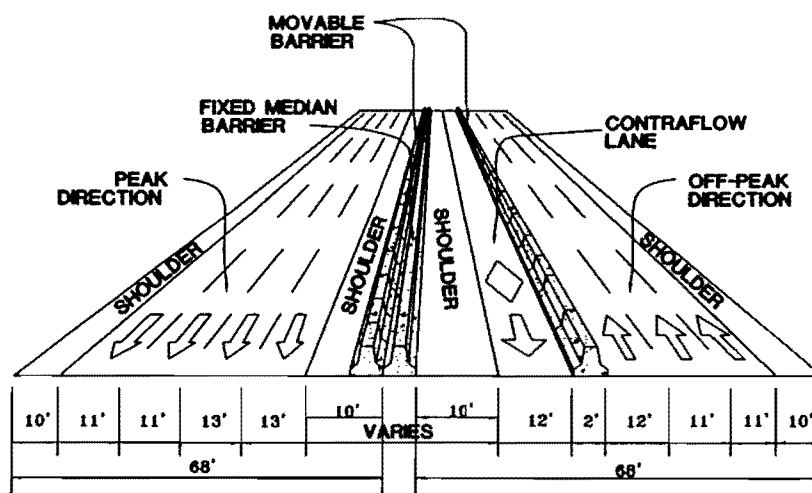 MOVABLE
BARRIER
FIXED MEDIAN
BARRIER
CONTRAFLOW
LANE
PEAK
DIRECTION
OFF-PEAK
DIRECTION
SHOULDER
SHOULDER
SHOULDER
SHOULDER
10' 11' 11' 13' 13' 10' 10' 12' 2' 12' 11' 11' 10'
VARIES
68' 68'